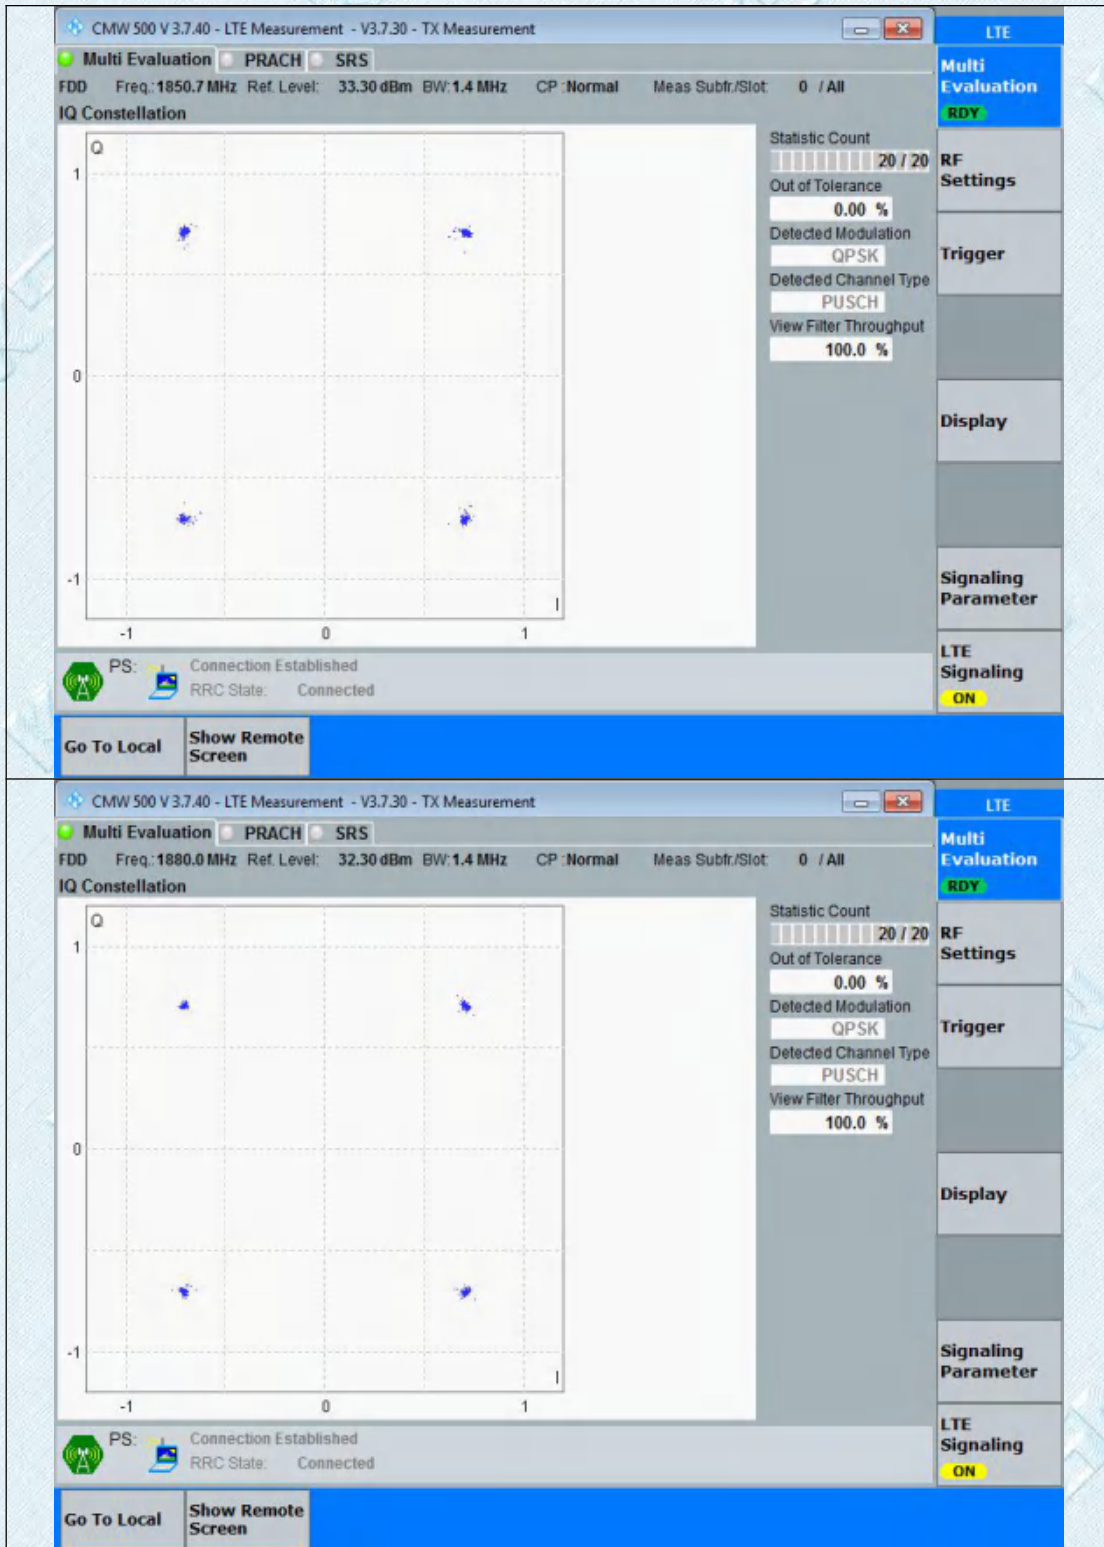 CMW 500 V 3.7.40 - LTE Measurement - V3.7.30 - TX Measurement
LTE
Multi Evaluation PRACH SRS
Multi Evaluation
RDY
FDD Freq.: 1850.7 MHz Ref. Level: 33.30 dBm BW: 1.4 MHz CP : Normal Meas Subfr./Slot: 0 / All
IQ Constellation
Q
1
0
-1
I
-1 0 1
Statistic Count
20 / 20
Out of Tolerance
0.00 %
Detected Modulation
QPSK
Detected Channel Type
PUSCH
View Filter Throughput
100.0 %
RF
Settings
Trigger
Display
Signaling
Parameter
LTE
Signaling
ON
PS: Connection Established
RRC State: Connected
Go To Local
Show Remote
Screen
CMW 500 V 3.7.40 - LTE Measurement - V3.7.30 - TX Measurement
LTE
Multi Evaluation PRACH SRS
Multi
Evaluation
RDY
FDD Freq.: 1880.0 MHz Ref. Level: 32.30 dBm BW: 1.4 MHz CP : Normal Meas Subfr./Slot: 0 / All
IQ Constellation
Q
1
0
-1
I
-1 0 1
Statistic Count
20 / 20
Out of Tolerance
0.00 %
Detected Modulation
QPSK
Detected Channel Type
PUSCH
View Filter Throughput
100.0 %
RF
Settings
Trigger
Display
Signaling
Parameter
LTE
Signaling
ON
PS: Connection Established
RRC State: Connected
Go To Local
Show Remote
Screen